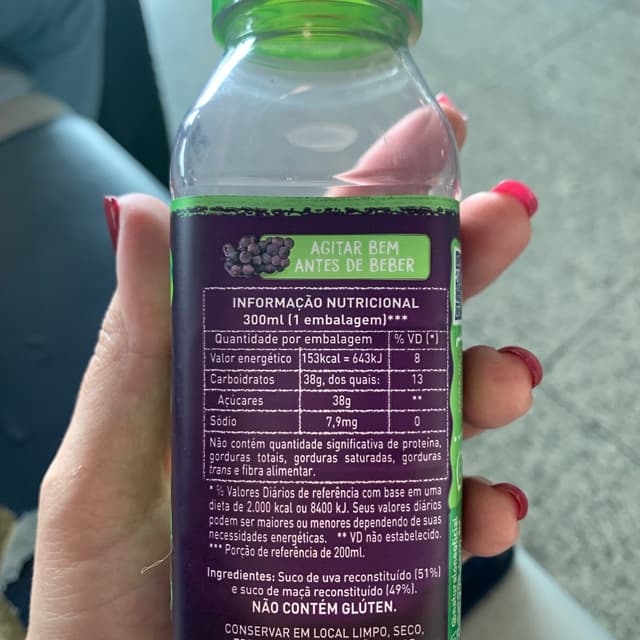 AGITAR BEM
ANTES DE BEBER
INFORMAÇÃO NUTRICIONAL
300ml (1 embalagem)***
Quantidade por embalagem % VD (*)
Valor energético 153kcal = 643kJ 8
Carboidratos 38g, dos quais: 13
Açúcares 38g **
Sódio 7,9mg 0
Não contém quantidade significativa de proteína,
gorduras totais, gorduras saturadas, gorduras
trans e fibra alimentar.
* % Valores Diários de referência com base em uma
dieta de 2.000 kcal ou 8400 kJ. Seus valores diários
podem ser maiores ou menores dependendo de suas
necessidades energéticas. ** VD não estabelecido.
*** Porção de referência de 200ml.
Ingredientes: Suco de uva reconstituído (51%)
e suco de maçã reconstituído (49%).
NÃO CONTÉM GLÚTEN.
CONSERVAR EM LOCAL LIMPO, SECO,